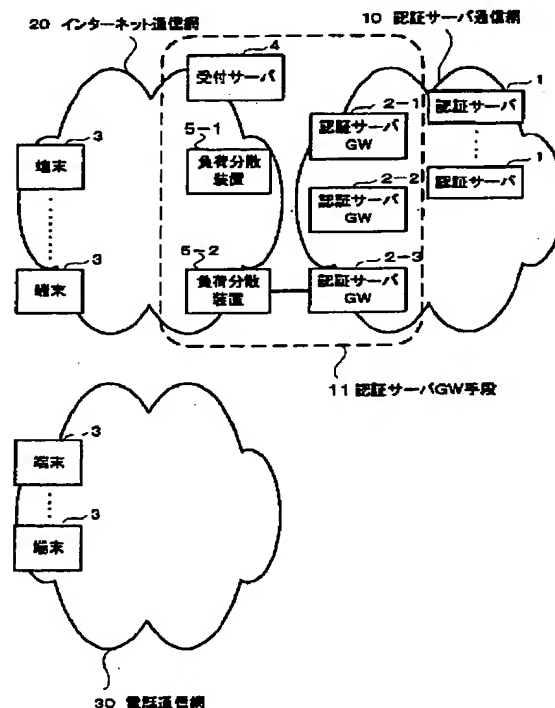 20 インターネット通信網
10 認証サーバ通信網
4
受付サーバ
1
認証サーバ
2-1
認証サーバ
GW
3
端末
5-1
負荷分散
装置
1
認証サーバ
2-2
認証サーバ
GW
3
端末
5-2
負荷分散
装置
2-3
認証サーバ
GW
11 認証サーバGW手段
3
端末
3
端末
30 電話通信網